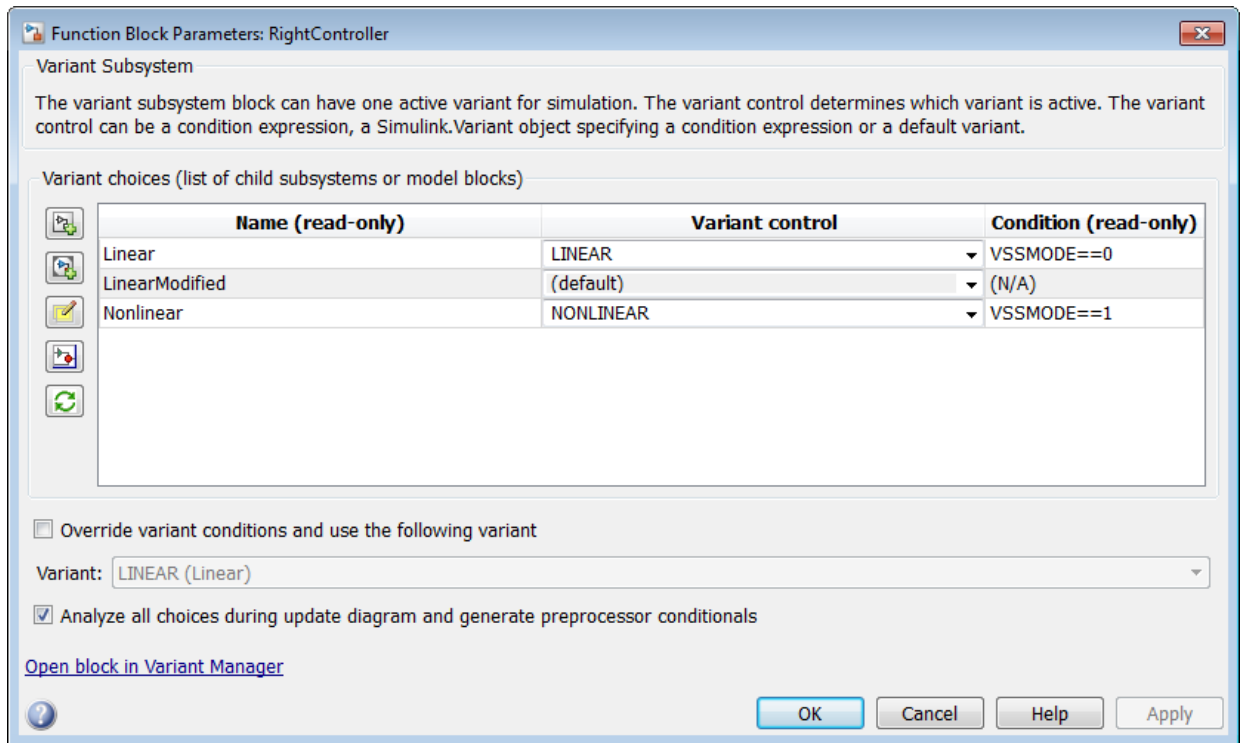 Function Block Parameters: RightController
Variant Subsystem
The variant subsystem block can have one active variant for simulation. The variant control determines which variant is active. The variant
control can be a condition expression, a Simulink.Variant object specifying a condition expression or a default variant.
Variant choices (list of child subsystems or model blocks)
Name (read-only) Variant control Condition (read-only)
Linear LINEAR VSSMODE==0
LinearModified (default) (N/A)
Nonlinear NONLINEAR VSSMODE==1
Override variant conditions and use the following variant
Variant: LINEAR (Linear)
Analyze all choices during update diagram and generate preprocessor conditionals
Open block in Variant Manager
? OK Cancel Help Apply